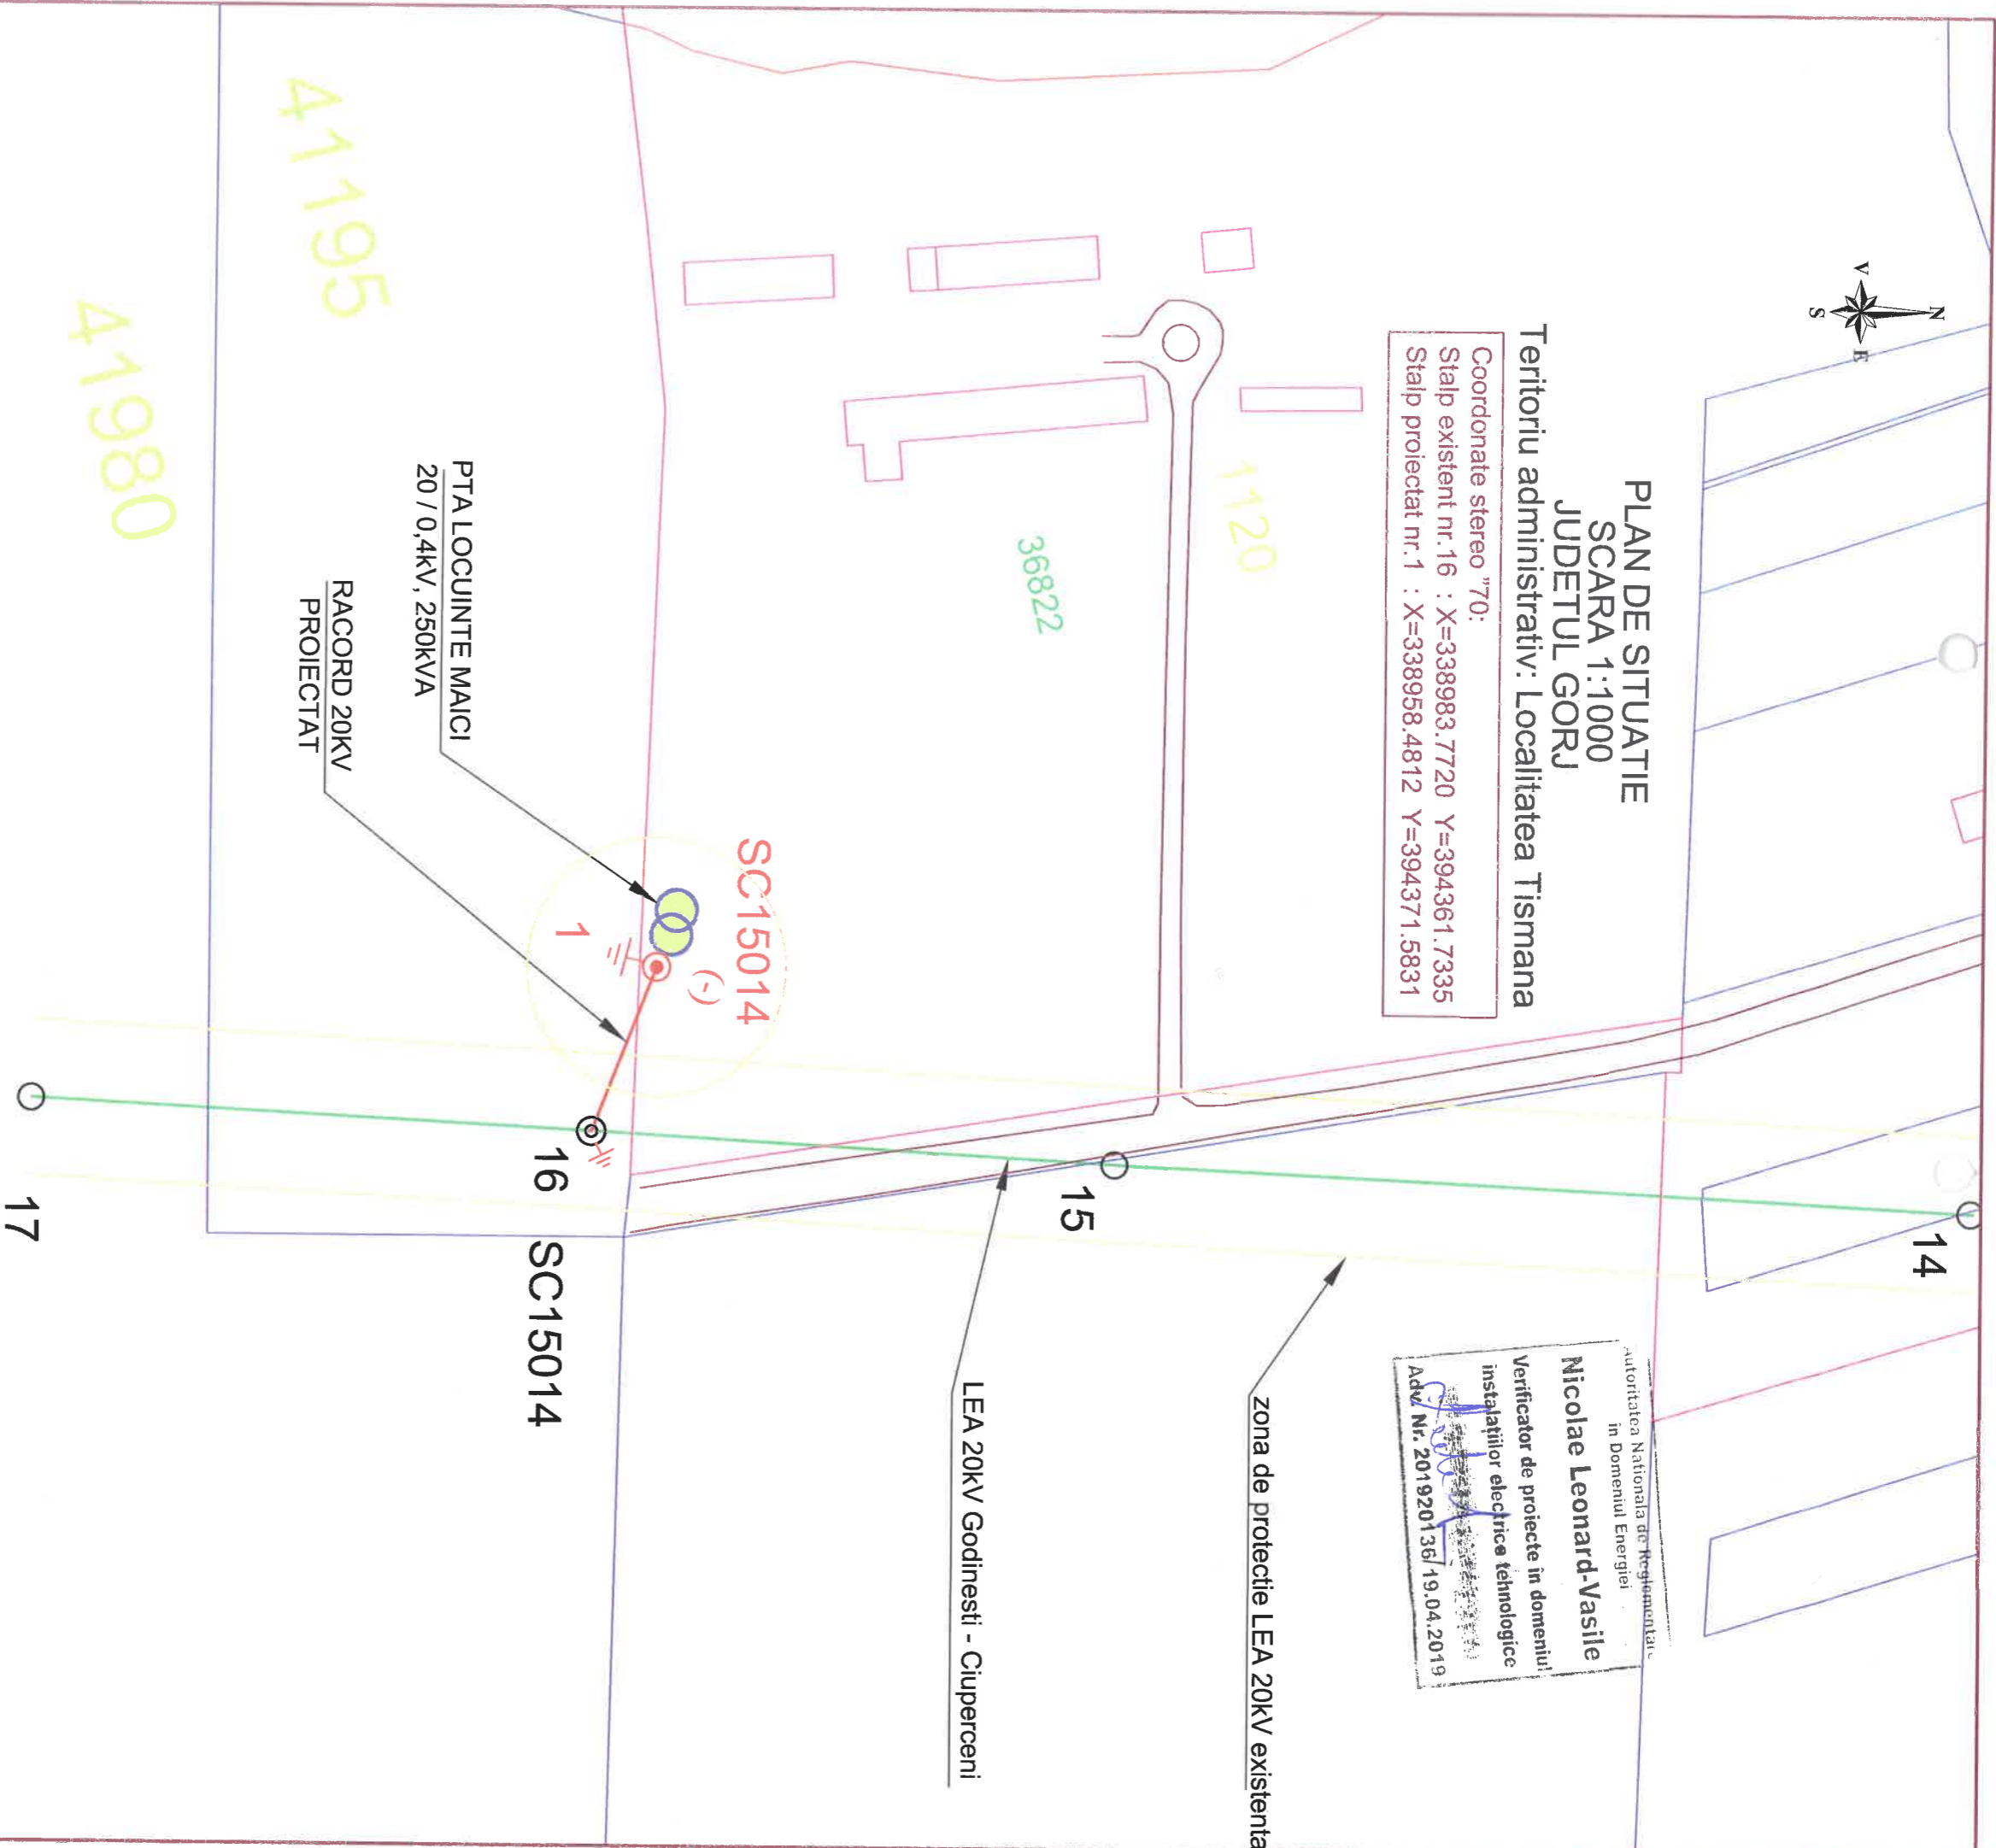 PLAN DE SITUATIE
SCARA 1:1000
JUDETUL GORJ
Teritoriu administrativ: Localitatea Tismana
Coordonate stereo "70:
Stalp existent nr.16 : X=338983.7720 Y=394361.7335
Stalp proiectat nr.1 : X=338958.4812 Y=394371.5831
N
V
E
S
14
Autoritatea Nationala de Reglementare
in Domeniul Energiei
Nicolae Leonard-Vasile
Verificator de proiecte in domeniul
instalațiilor electrice tehnologice
Adv. Nr. 201920136/19.04.2019
zona de protectie LEA 20kV existenta
1120
36822
15
LEA 20kV Godinesti - Ciuperceni
SC15014
(-)
1
16 SC15014
PTA LOCUINTE MAICI
20 / 0,4kV, 250kVA
RACORD 20KV
PROIECTAT
41195
41980
17